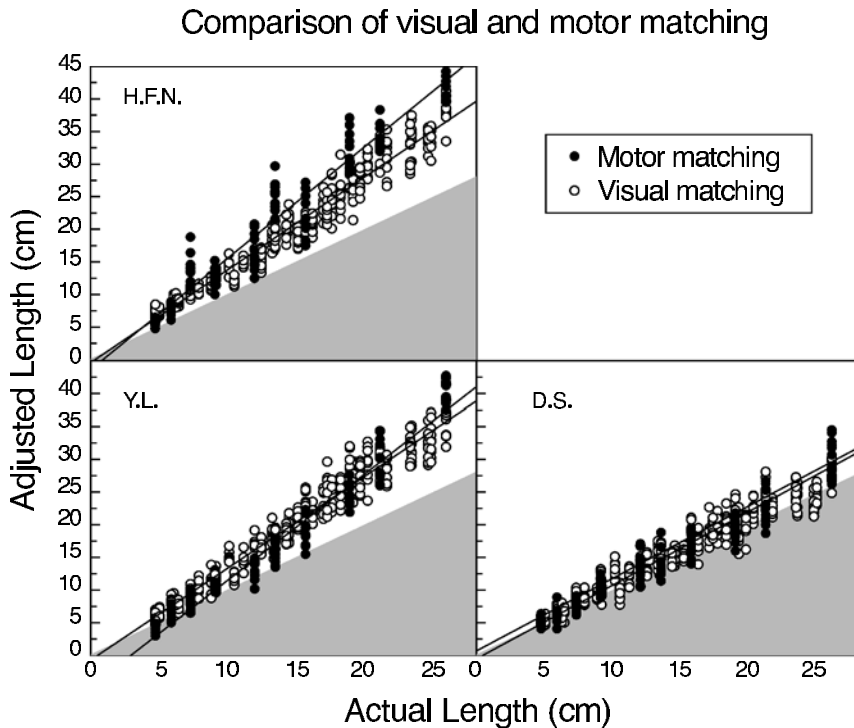 Comparison of visual and motor matching
45
40
35
30
25
20
15
10
5
0
H.F.N.
Motor matching
Visual matching
Adjusted Length (cm)
40
35
30
25
20
15
10
5
0
Y.L.
D.S.
0 5 10 15 20 25 0 5 10 15 20 25
Actual Length (cm)